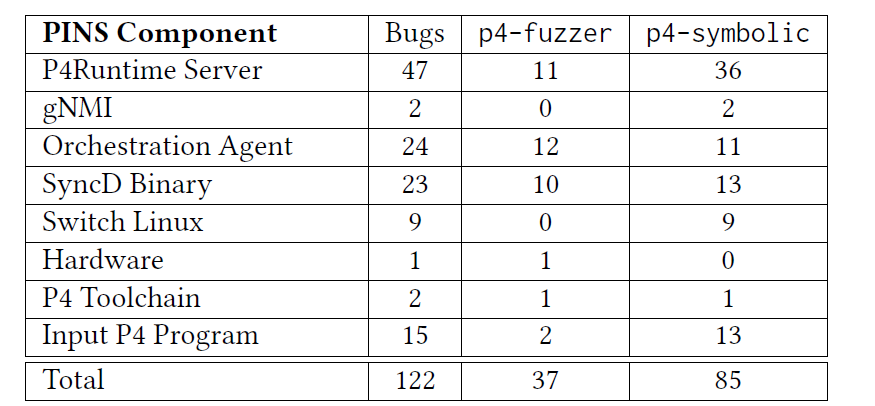 PINS Component Bugs p4-fuzzer p4-symbolic
P4Runtime Server 47 11 36
gNMI 2 0 2
Orchestration Agent 24 12 11
SyncD Binary 23 10 13
Switch Linux 9 0 9
Hardware 1 1 0
P4 Toolchain 2 1 1
Input P4 Program 15 2 13
Total 122 37 85